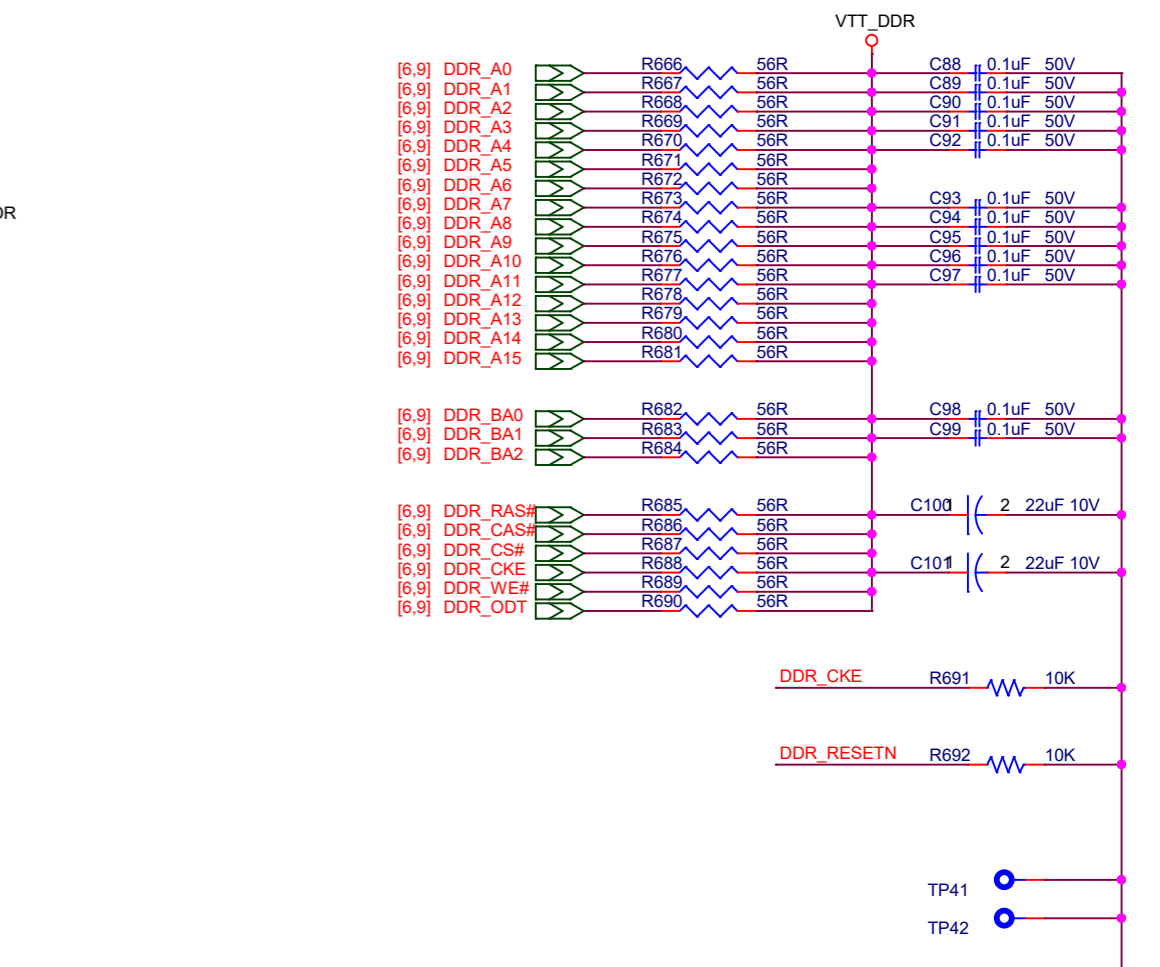 VTT_DDR
[6,9] DDR_A0 R666 56R C88 0.1uF 50V
[6,9] DDR_A1 R667 56R C89 0.1uF 50V
[6,9] DDR_A2 R668 56R C90 0.1uF 50V
[6,9] DDR_A3 R669 56R C91 0.1uF 50V
[6,9] DDR_A4 R670 56R C92 0.1uF 50V
[6,9] DDR_A5 R671 56R
[6,9] DDR_A6 R672 56R
[6,9] DDR_A7 R673 56R C93 0.1uF 50V
[6,9] DDR_A8 R674 56R C94 0.1uF 50V
[6,9] DDR_A9 R675 56R C95 0.1uF 50V
[6,9] DDR_A10 R676 56R C96 0.1uF 50V
[6,9] DDR_A11 R677 56R C97 0.1uF 50V
[6,9] DDR_A12 R678 56R
[6,9] DDR_A13 R679 56R
[6,9] DDR_A14 R680 56R
[6,9] DDR_A15 R681 56R
[6,9] DDR_BA0 R682 56R C98 0.1uF 50V
[6,9] DDR_BA1 R683 56R C99 0.1uF 50V
[6,9] DDR_BA2 R684 56R
[6,9] DDR_RAS# R685 56R C100 1 2 22uF 10V
[6,9] DDR_CAS# R686 56R
[6,9] DDR_CS# R687 56R
[6,9] DDR_CKE R688 56R C101 1 2 22uF 10V
[6,9] DDR_WE# R689 56R
[6,9] DDR_ODT R690 56R
DDR_CKE R691 10K
DDR_RESETN R692 10K
TP41
TP42